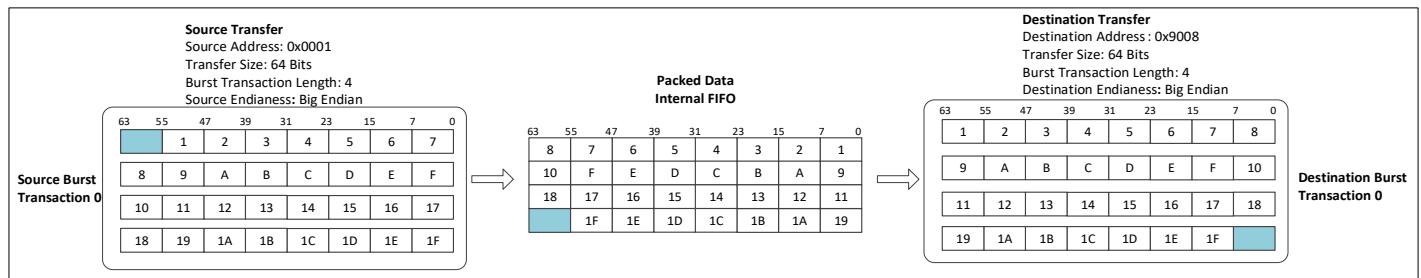 Source Transfer
Source Address: 0x0001
Transfer Size: 64 Bits
Burst Transaction Length: 4
Source Endianess: Big Endian
63 55 47 39 31 23 15 7 0
1 2 3 4 5 6 7
8 9 A B C D E F
10 11 12 13 14 15 16 17
18 19 1A 1B 1C 1D 1E 1F
Source Burst
Transaction 0
Packed Data
Internal FIFO
63 55 47 39 31 23 15 7 0
8 7 6 5 4 3 2 1
10 F E D C B A 9
18 17 16 15 14 13 12 11
1F 1E 1D 1C 1B 1A 19
Destination Transfer
Destination Address : 0x9008
Transfer Size: 64 Bits
Burst Transaction Length: 4
Destination Endianess: Big Endian
63 55 47 39 31 23 15 7 0
1 2 3 4 5 6 7 8
9 A B C D E F 10
11 12 13 14 15 16 17 18
19 1A 1B 1C 1D 1E 1F
Destination Burst
Transaction 0